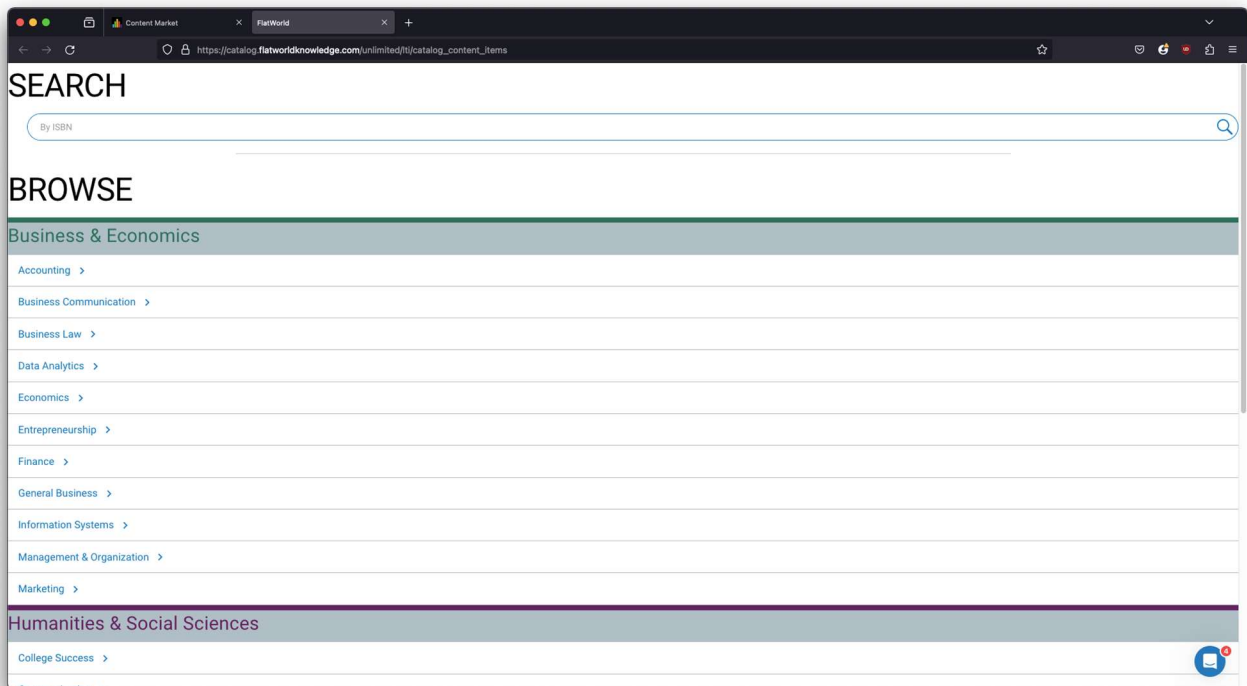 Content Market
FlatWorld
https://catalog.flatworldknowledge.com/unlimited/lti/catalog_content_items
SEARCH
By ISBN
BROWSE
Business & Economics
Accounting
Business Communication
Business Law
Data Analytics
Economics
Entrepreneurship
Finance
General Business
Information Systems
Management & Organization
Marketing
Humanities & Social Sciences
College Success
4